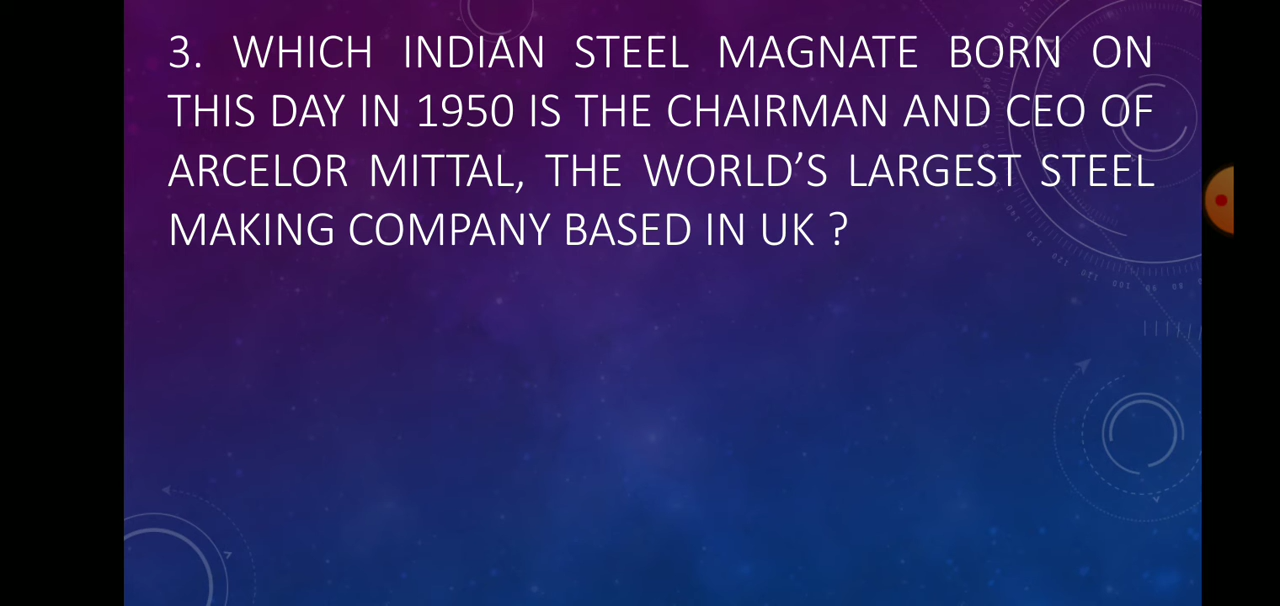 3. WHICH INDIAN STEEL MAGNATE BORN ON
THIS DAY IN 1950 IS THE CHAIRMAN AND CEO OF
ARCELOR MITTAL, THE WORLD’S LARGEST STEEL
MAKING COMPANY BASED IN UK ?